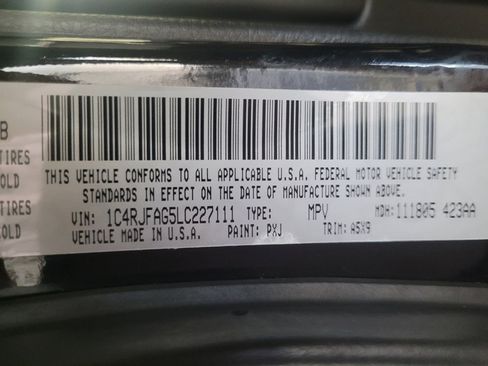 B
TIRES
OLD
TIRES
OLD
THIS VEHICLE CONFORMS TO ALL APPLICABLE U.S.A. FEDERAL MOTOR VEHICLE SAFETY
STANDARDS IN EFFECT ON THE DATE OF MANUFACTURE SHOWN ABOVE.
VIN: 1C4RJFAG5LC227111 TYPE: MPV MDH: 111805 423AA
VEHICLE MADE IN U.S.A. PAINT: PXJ TRIM: A5X9